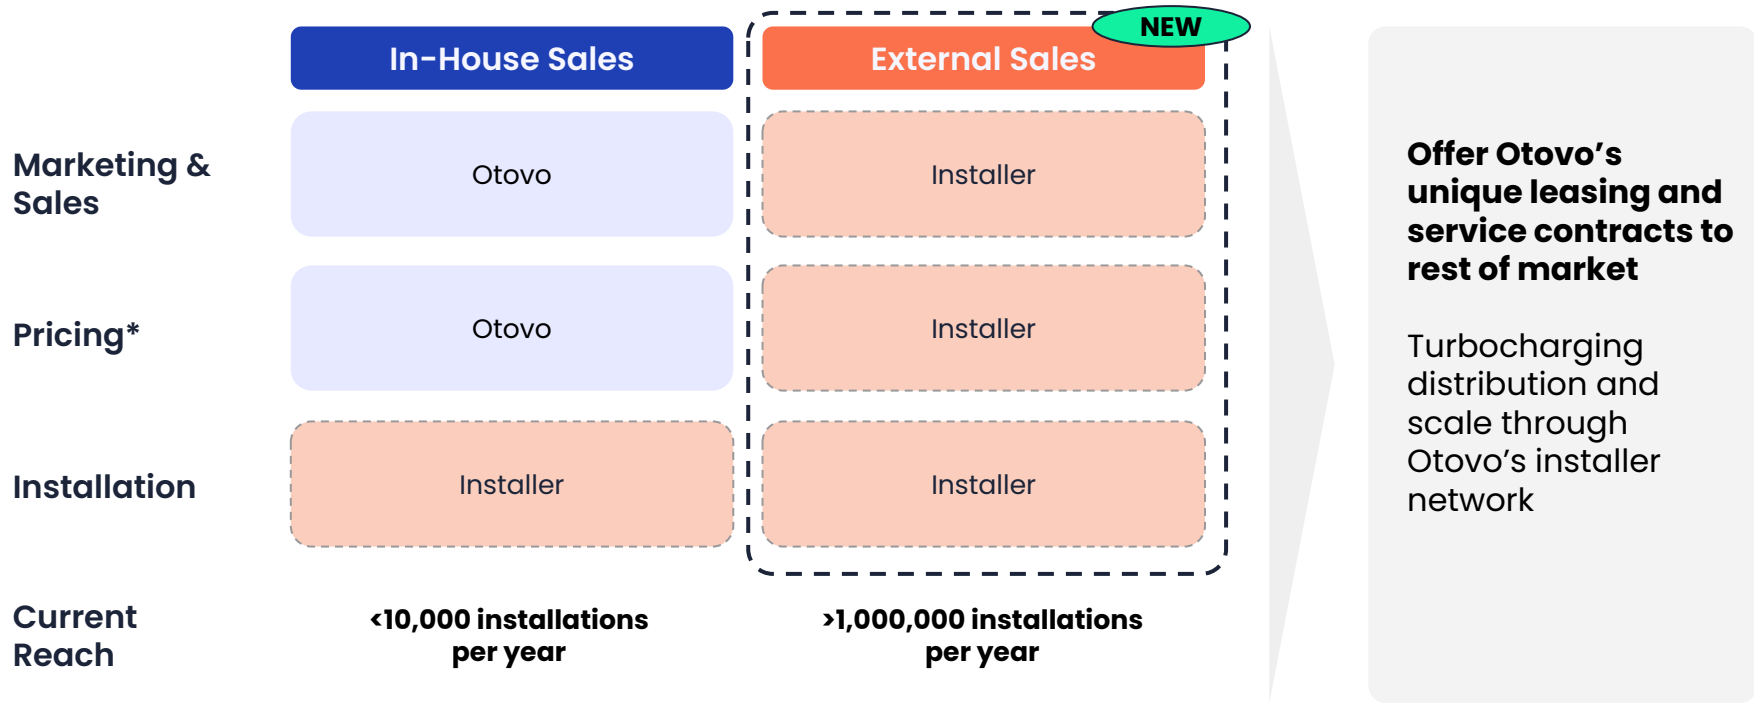 NEW
In-House Sales
External Sales
Marketing &
Sales
Otovo
Installer
Pricing*
Otovo
Installer
Installation
Installer
Installer
Current
Reach
<10,000 installations
per year
>1,000,000 installations
per year
Offer Otovo’s
unique leasing and
service contracts to
rest of market
Turbocharging
distribution and
scale through
Otovo’s installer
network